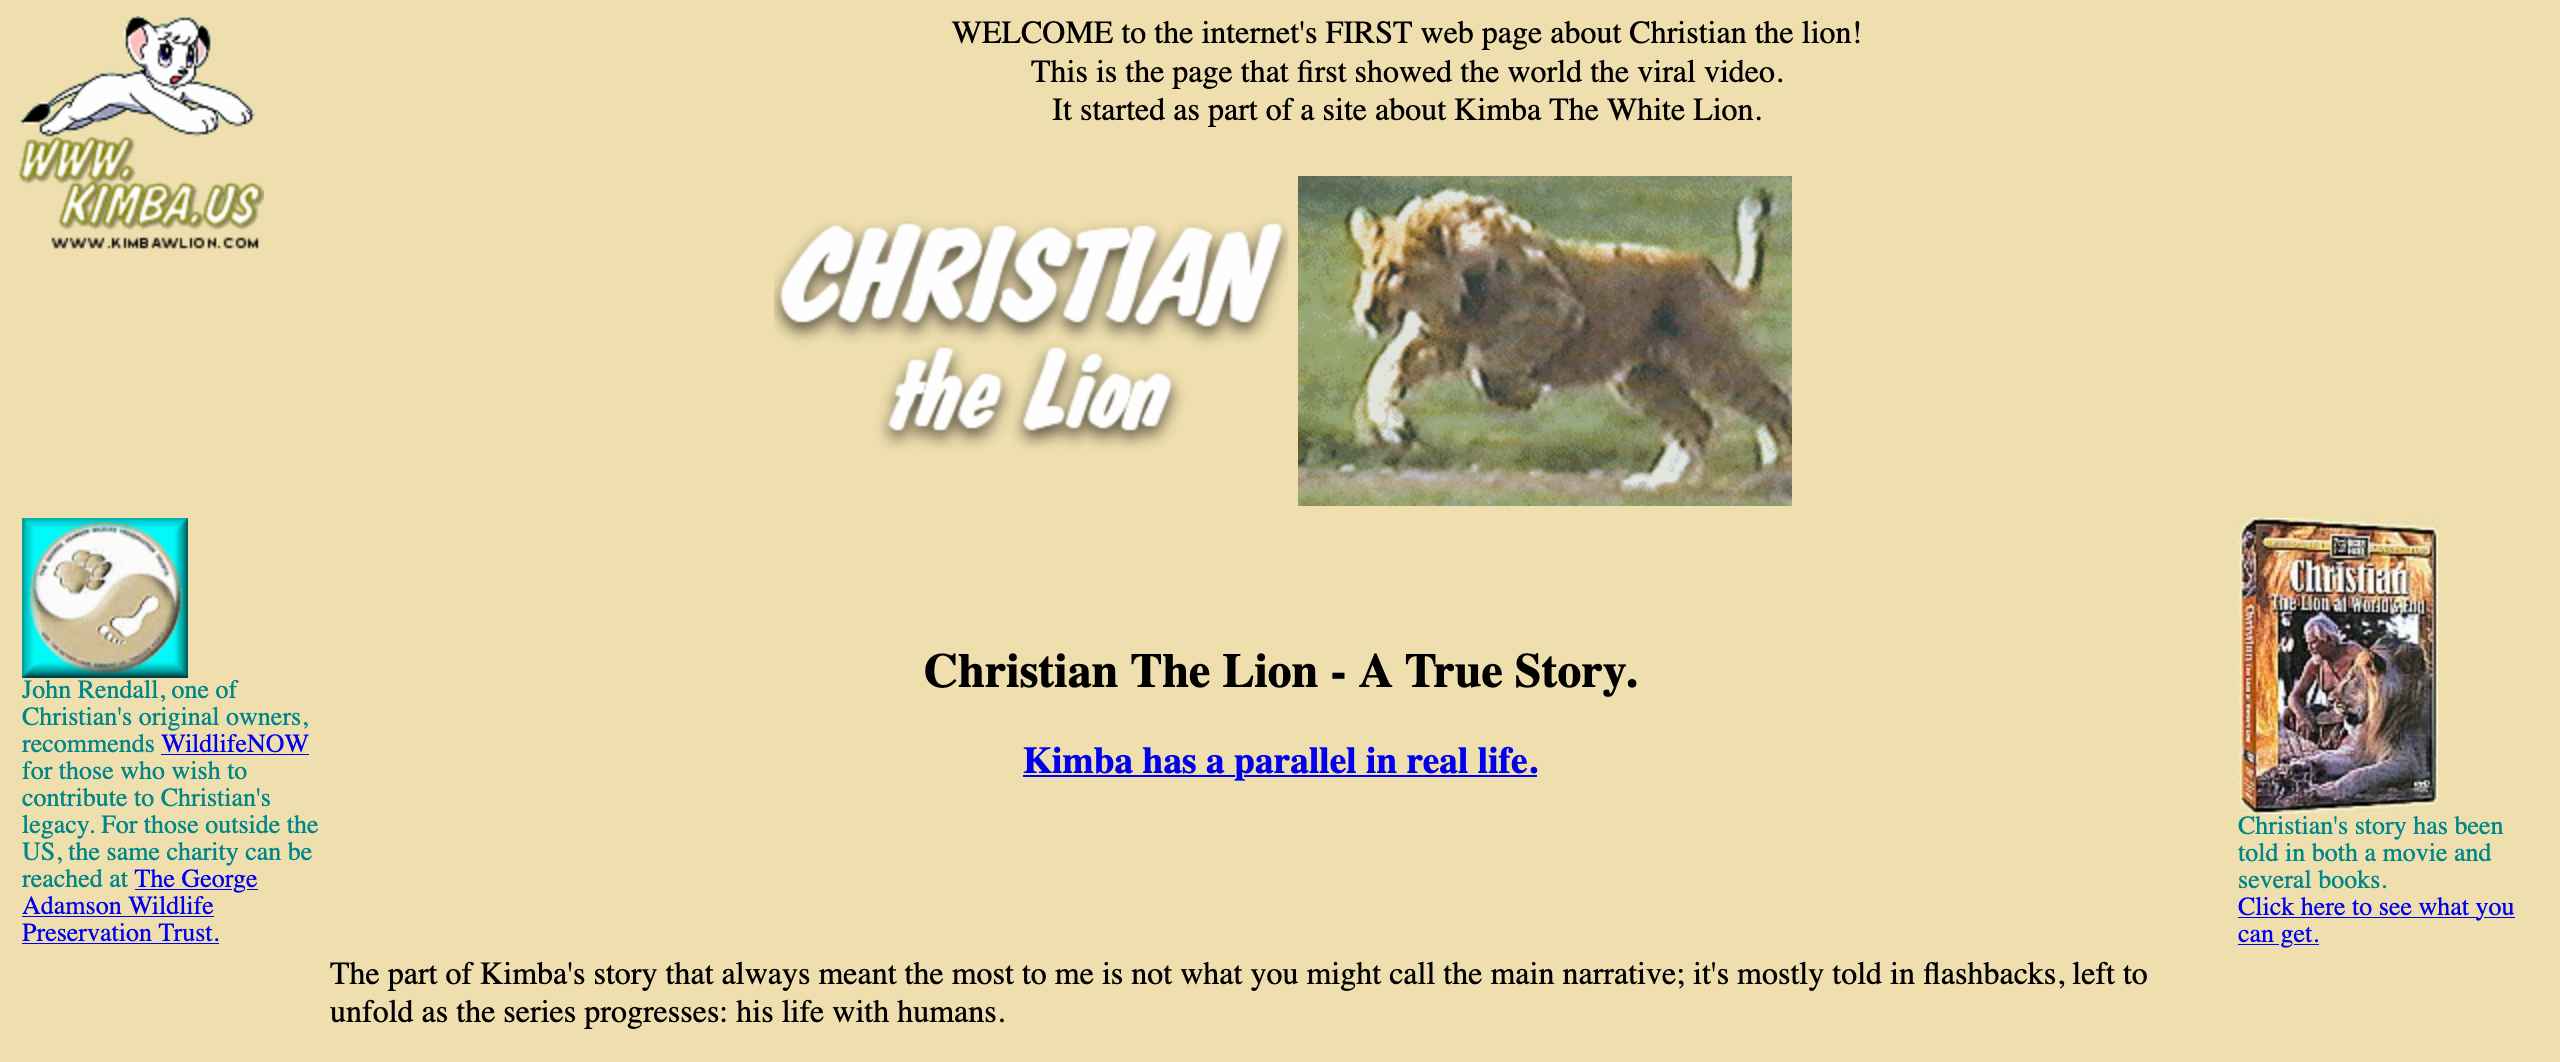 WELCOME to the internet's FIRST web page about Christian the lion!
This is the page that first showed the world the viral video.
It started as part of a site about Kimba The White Lion.
WWW.
KIMBA.US
WWW.KIMBAWLION.COM
CHRISTIAN
the Lion
John Rendall, one of
Christian's original owners,
recommends WildlifeNOW
for those who wish to
contribute to Christian's
legacy. For those outside the
US, the same charity can be
reached at The George
Adamson Wildlife
Preservation Trust.
Christian The Lion - A True Story.
Kimba has a parallel in real life.
Christian
The Lion at World's End
Christian's story has been
told in both a movie and
several books.
Click here to see what you
can get.
The part of Kimba's story that always meant the most to me is not what you might call the main narrative; it's mostly told in flashbacks, left to
unfold as the series progresses: his life with humans.